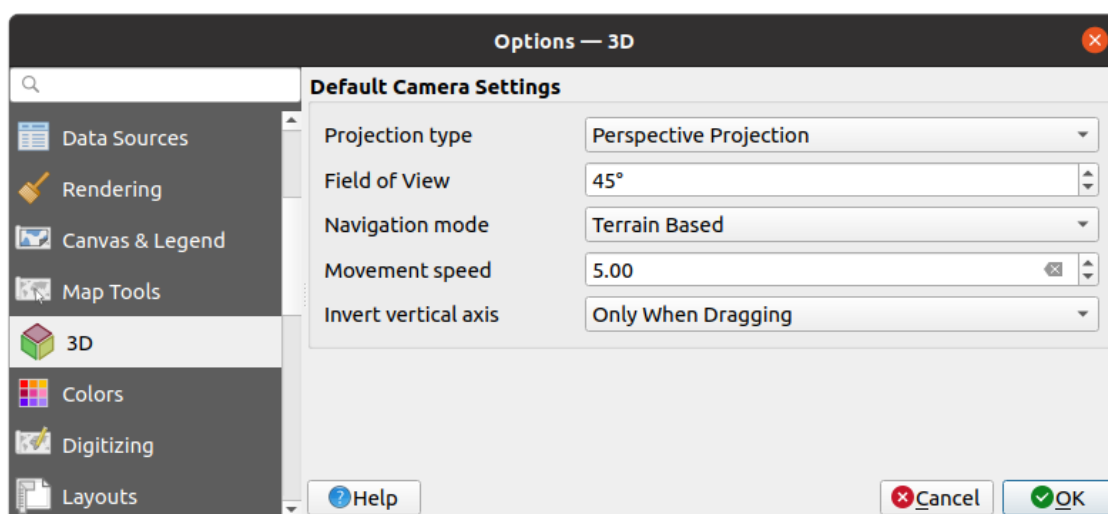 Options — 3D
Data Sources
Rendering
Canvas & Legend
Map Tools
3D
Colors
Digitizing
Layouts
Default Camera Settings
Projection type Perspective Projection
Field of View 45°
Navigation mode Terrain Based
Movement speed 5.00
Invert vertical axis Only When Dragging
Help Cancel OK